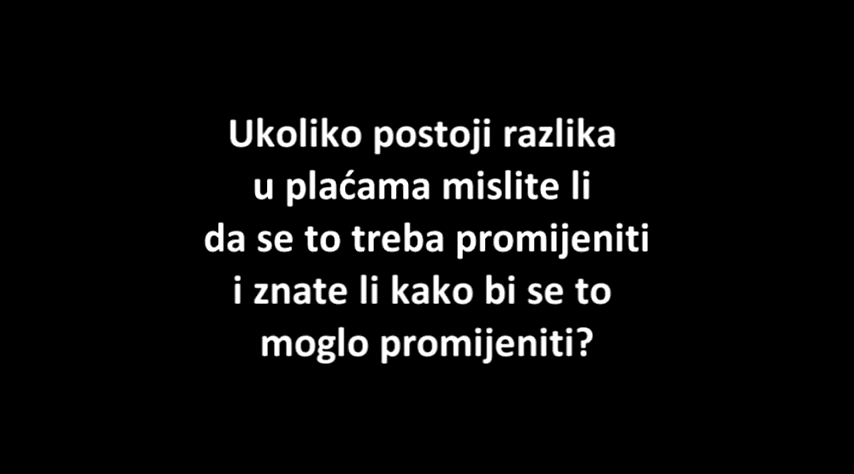 Ukoliko postoji razlika
u plaćama mislite li
da se to treba promijeniti
i znate li kako bi se to
moglo promijeniti?